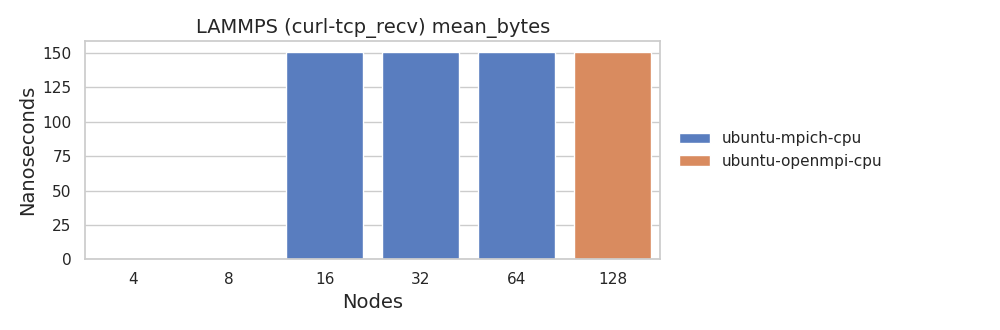 LAMMPS (curl-tcp_recv) mean_bytes
Nanoseconds
150
125
100
75
50
25
0
4 8 16 32 64 128
Nodes
ubuntu-mpich-cpu
ubuntu-openmpi-cpu